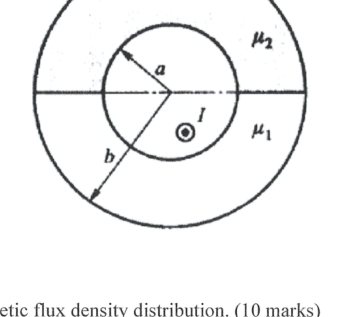 μ₂
a
I
μ₁
b
etic flux density distribution. (10 marks)